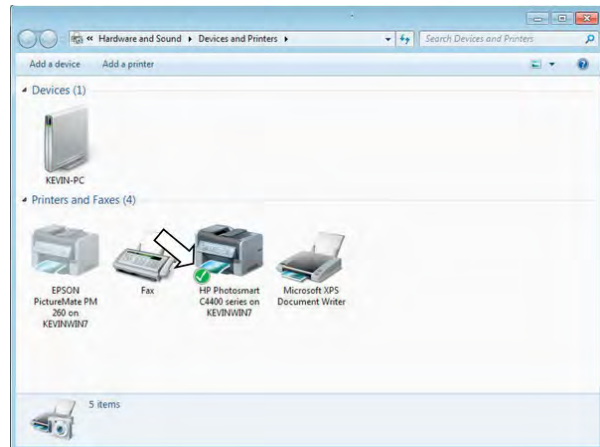 « Hardware and Sound ▸ Devices and Printers ▸
Search Devices and Printers
Add a device Add a printer
Devices (1)
KEVIN-PC
Printers and Faxes (4)
EPSON
PictureMate PM
260 on
KEVINWIN7
Fax
HP Photosmart
C4400 series on
KEVINWIN7
Microsoft XPS
Document Writer
5 items